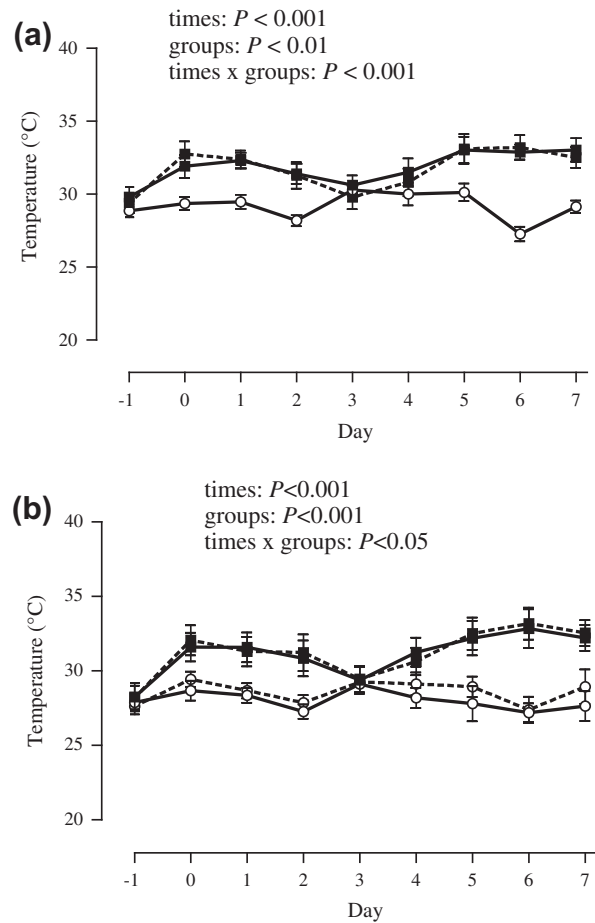 (a)
times: P < 0.001
groups: P < 0.01
times x groups: P < 0.001
40
35
30
25
20
Temperature (°C)
-1 0 1 2 3 4 5 6 7
Day
(b)
times: P<0.001
groups: P<0.001
times x groups: P<0.05
40
35
30
25
20
Temperature (°C)
-1 0 1 2 3 4 5 6 7
Day